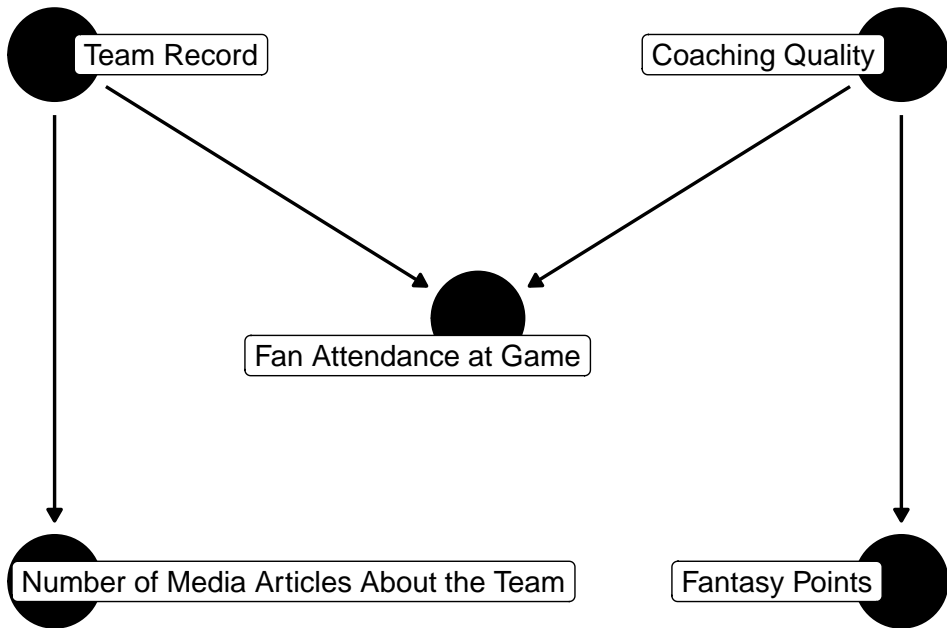 Team Record
Coaching Quality
Fan Attendance at Game
Number of Media Articles About the Team
Fantasy Points